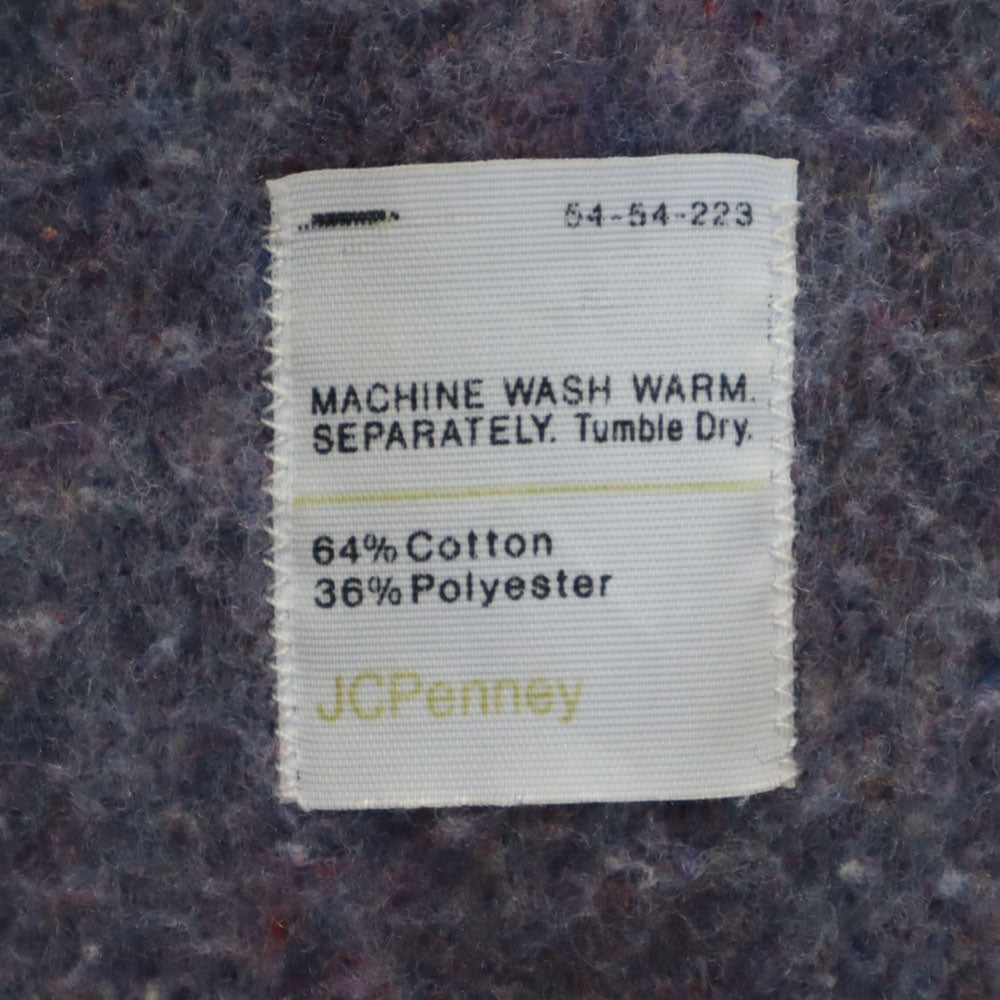 54-54-223
MACHINE WASH WARM.
SEPARATELY. Tumble Dry.
64% Cotton
36% Polyester
JCPenney